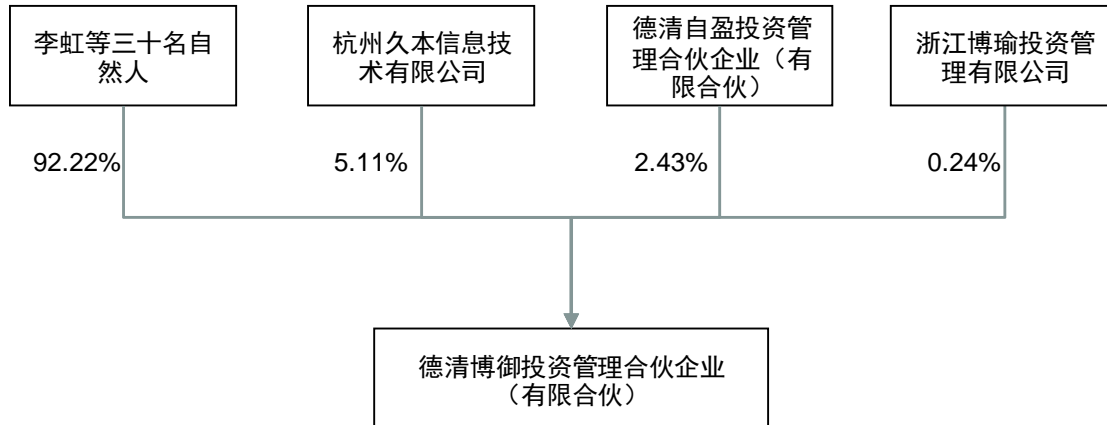 李虹等三十名自
然人
杭州久本信息技
术有限公司
德清自盈投资管
理合伙企业（有
限合伙）
浙江博瑜投资管
理有限公司
92.22%
5.11%
2.43%
0.24%
德清博御投资管理合伙企业
（有限合伙）